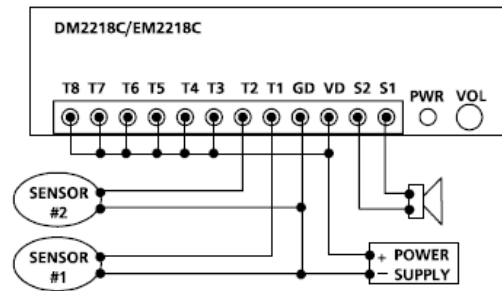 DM2218C/EM2218C
T8 T7 T6 T5 T4 T3 T2 T1 GD VD S2 S1 PWR VOL
SENSOR
#2
SENSOR
#1
+ POWER
− SUPPLY